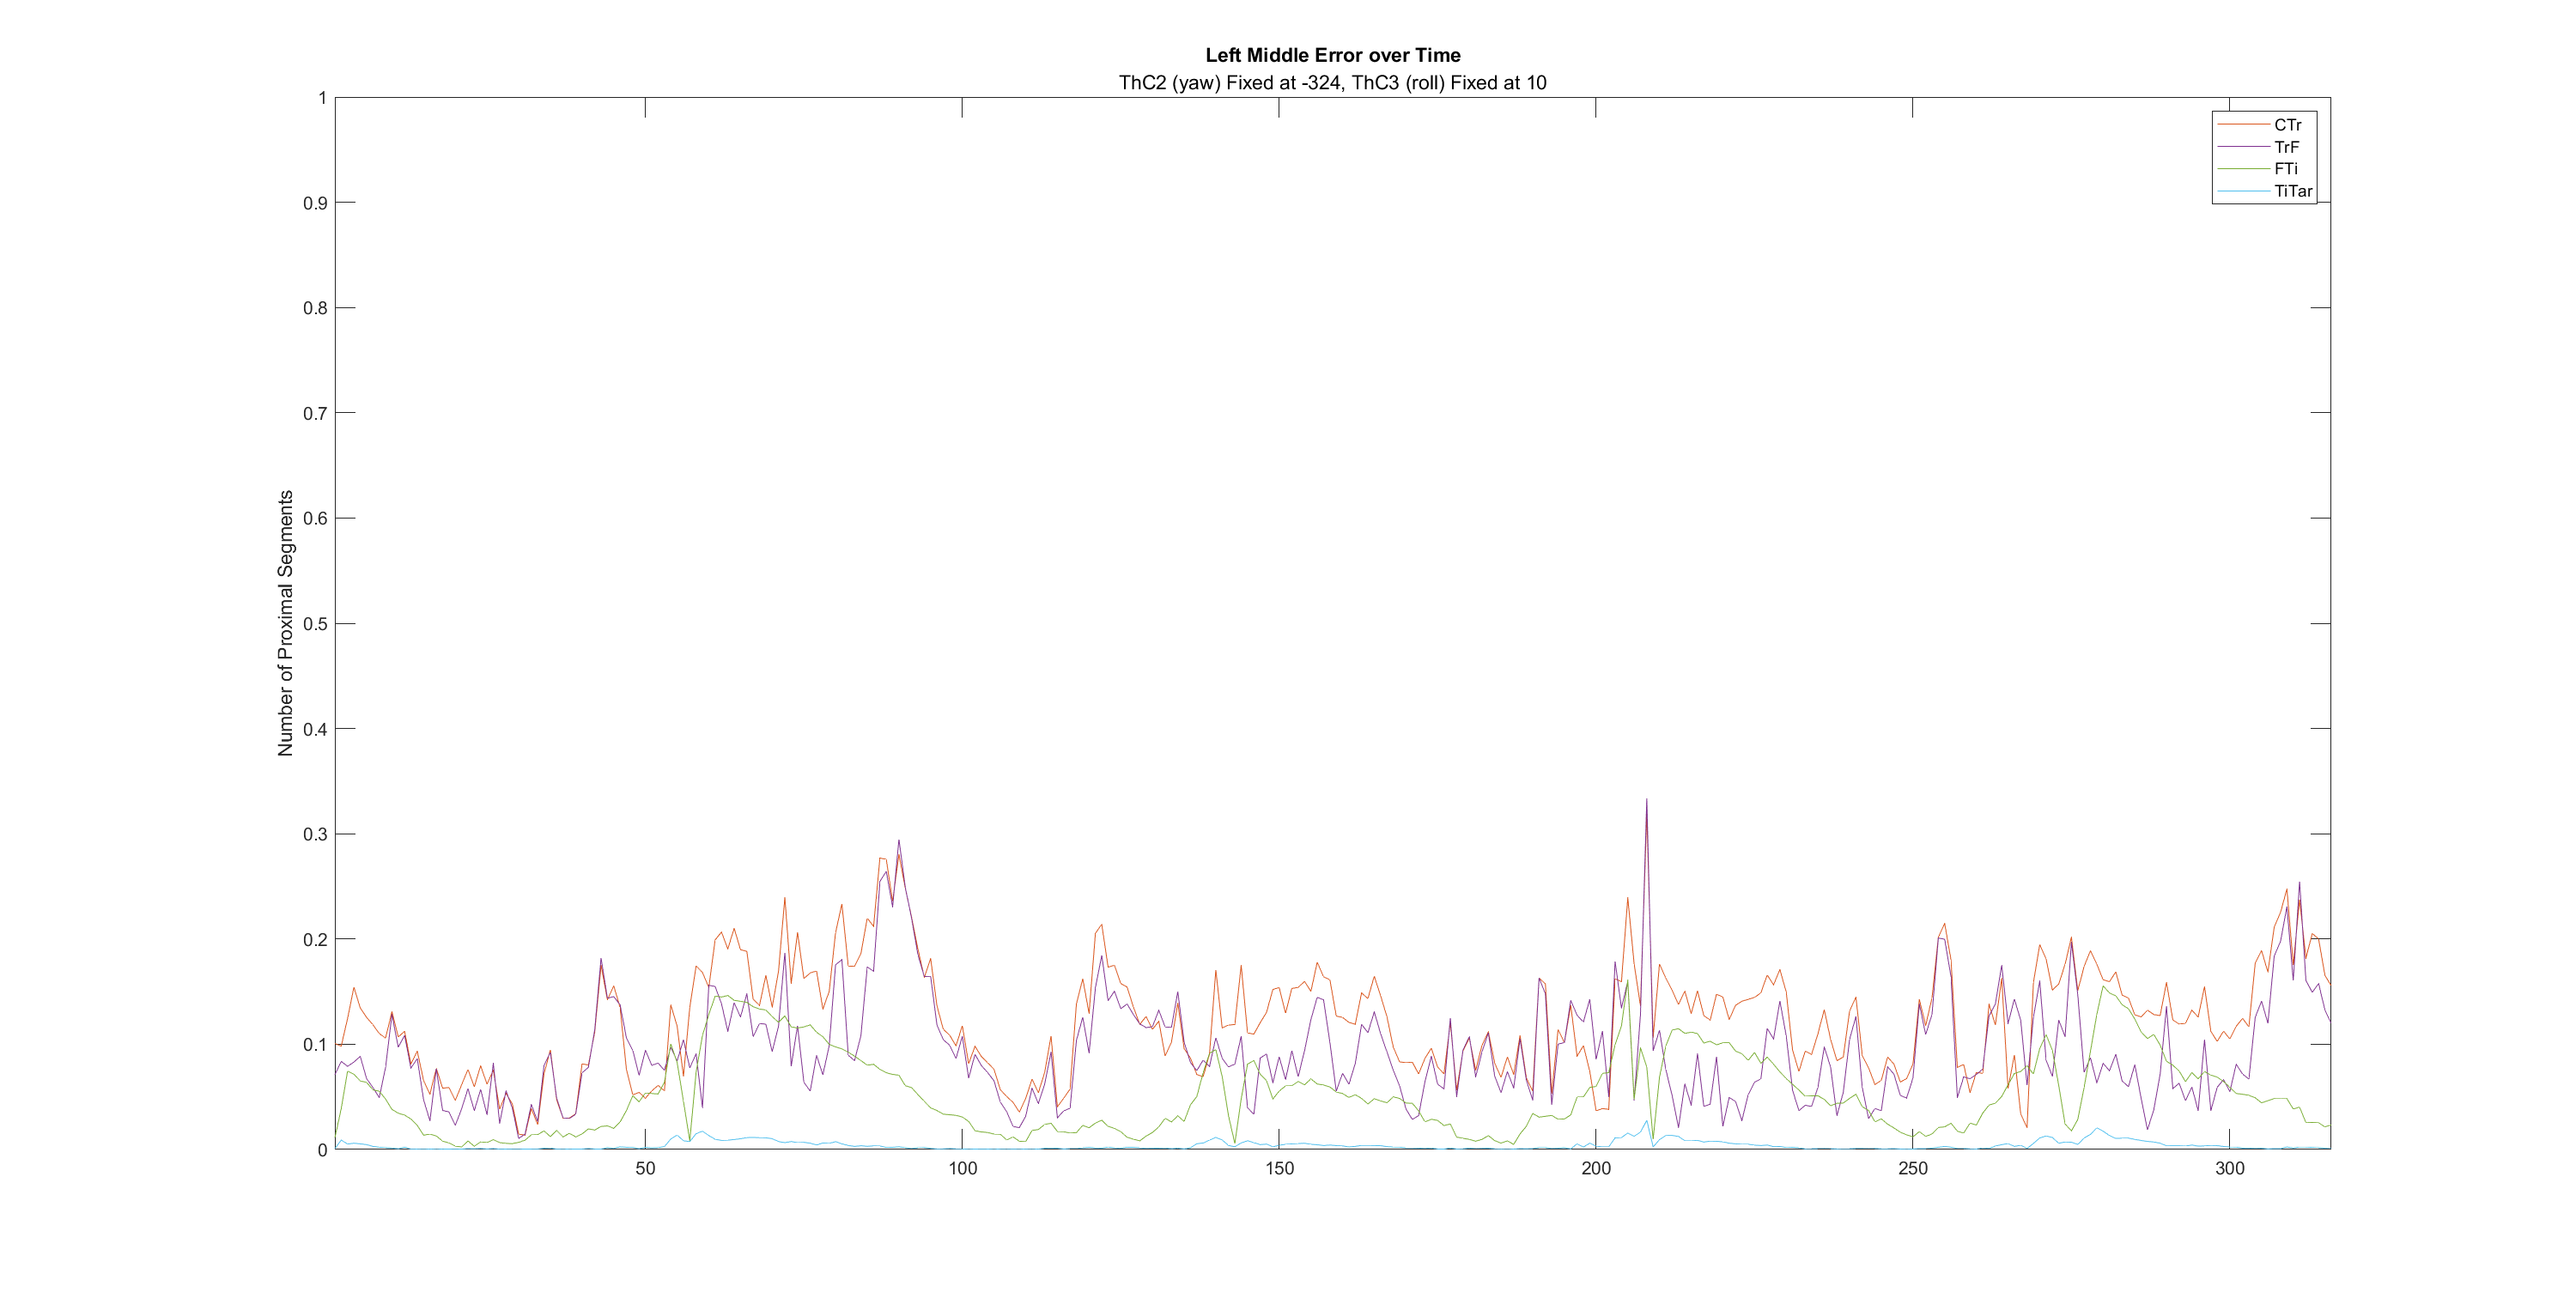 Left Middle Error over Time
ThC2 (yaw) Fixed at -324, ThC3 (roll) Fixed at 10
1
0.9
0.8
0.7
0.6
0.5
0.4
0.3
0.2
0.1
0
Number of Proximal Segments
CTr
TrF
FTi
TiTar
50 100 150 200 250 300